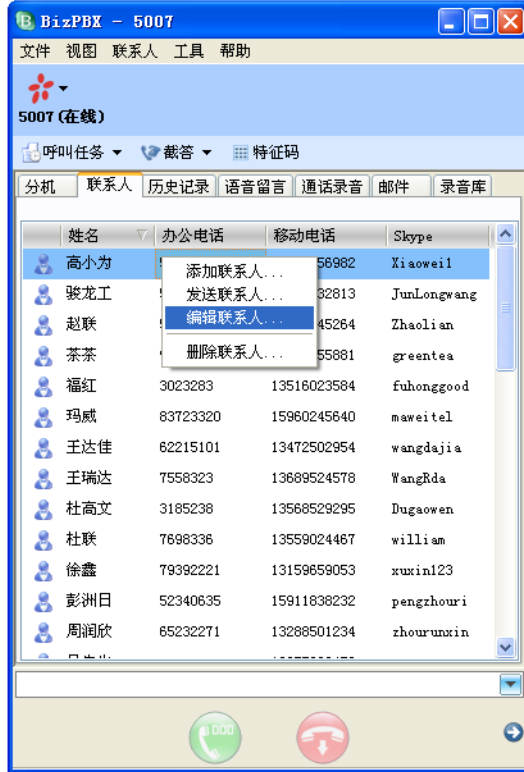 BizPBX - 5007
文件 视图 联系人 工具 帮助
5007 (在线)
呼叫任务 截答 特征码
分机 联系人 历史记录 语音留言 通话录音 邮件 录音库
姓名 办公电话 移动电话 Skype
高小为 56982 Xiaowei1
添加联系人...
骏龙工 32813 JunLongwang
发送联系人...
赵联 45264 Zhaolian
编辑联系人...
茶茶 55881 greentea
删除联系人...
福红 3023283 13516023584 fuhonggood
玛威 83723320 15960245640 maweitel
王达佳 62215101 13472502954 wangdajia
王瑞达 7558323 13689524578 WangRda
杜高文 3185238 13568529295 Dugaowen
杜联 7698336 13559024467 william
徐鑫 79392221 13159659053 xuxin123
彭洲日 52340635 15911838232 pengzhouri
周润欣 65232271 13288501234 zhourunxin